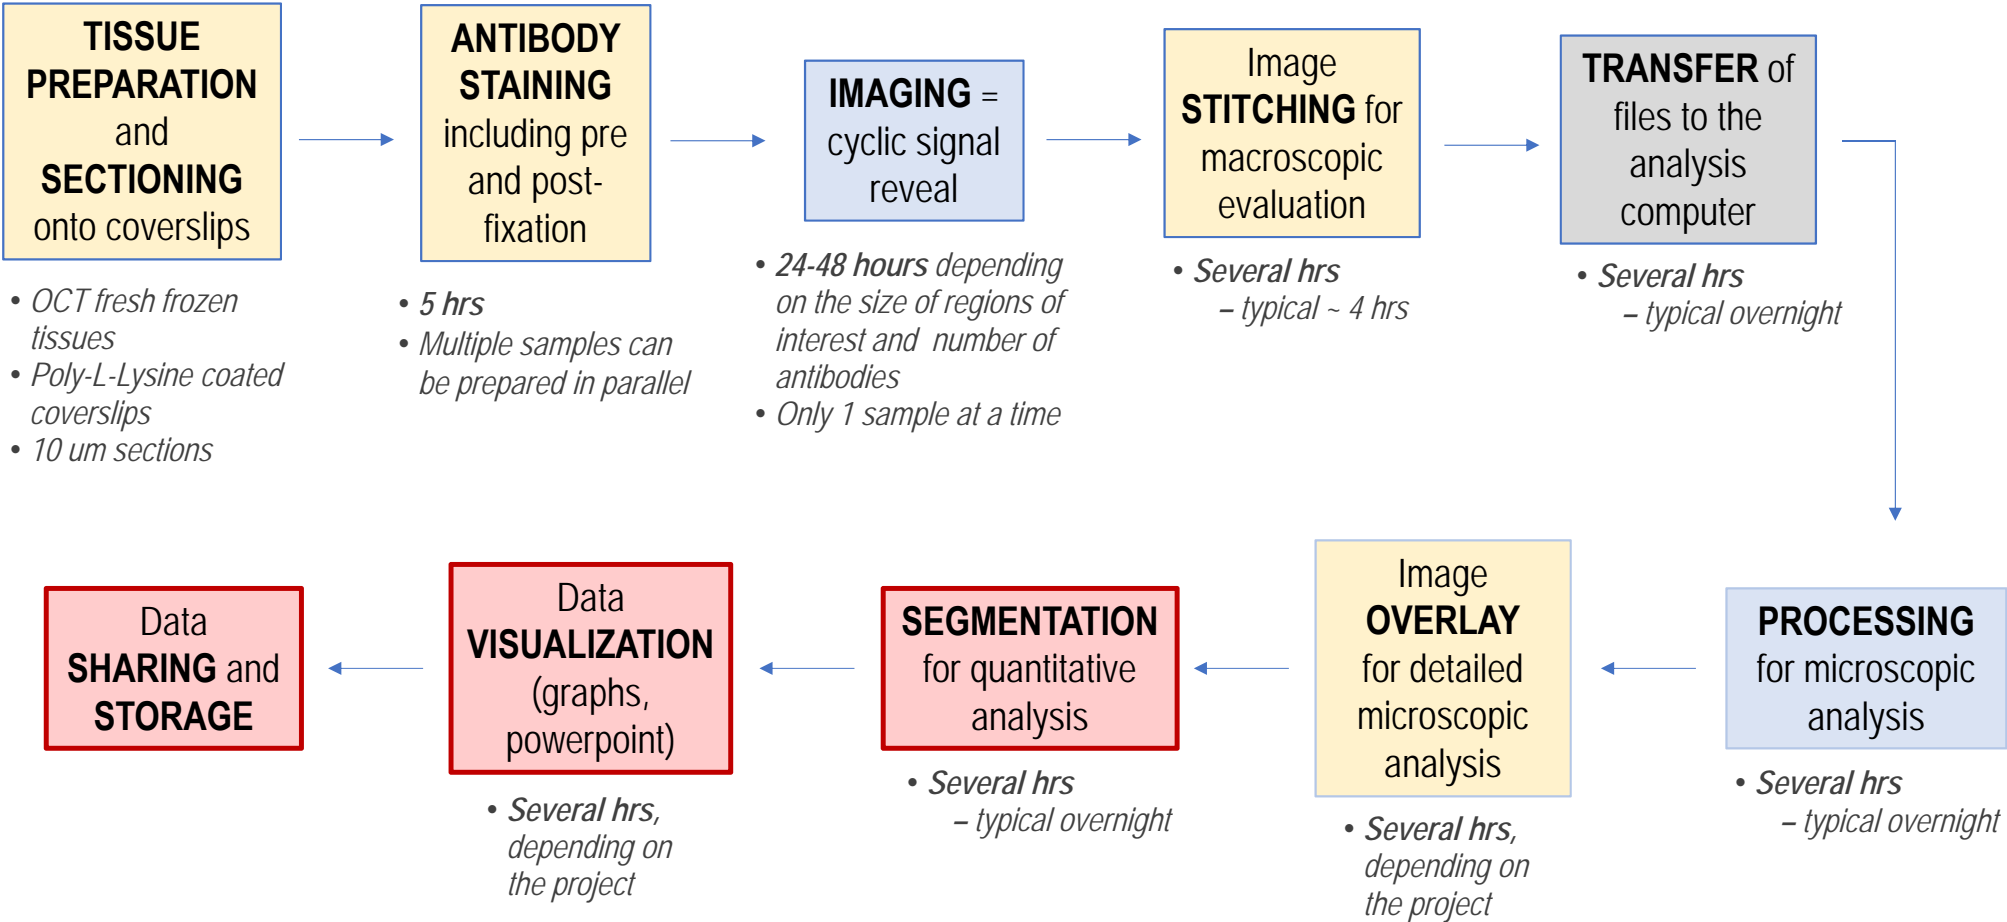 TISSUE
PREPARATION
and
SECTIONING
onto coverslips
• OCT fresh frozen
tissues
• Poly-L-Lysine coated
coverslips
• 10 um sections
ANTIBODY
STAINING
including pre
and post-
fixation
• 5 hrs
• Multiple samples can
be prepared in parallel
IMAGING =
cyclic signal
reveal
• 24-48 hours depending
on the size of regions of
interest and number of
antibodies
• Only 1 sample at a time
Image
STITCHING for
macroscopic
evaluation
• Several hrs
– typical ~ 4 hrs
TRANSFER of
files to the
analysis
computer
• Several hrs
– typical overnight
PROCESSING
for microscopic
analysis
• Several hrs
– typical overnight
Image
OVERLAY
for detailed
microscopic
analysis
• Several hrs,
depending on
the project
SEGMENTATION
for quantitative
analysis
• Several hrs
– typical overnight
Data
VISUALIZATION
(graphs,
powerpoint)
• Several hrs,
depending on
the project
Data
SHARING and
STORAGE